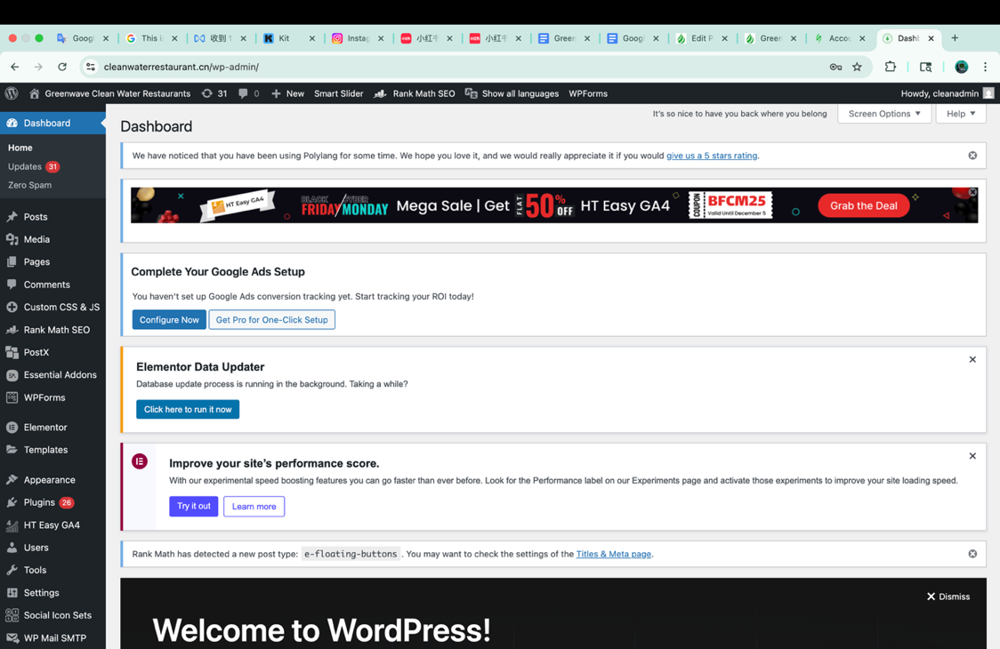 Googl
This is
收到 1
Kit
Instag
小红书
小红书
Green
Googl
Edit P
Green
Accou
Dashb
cleanwaterrestaurant.cn/wp-admin/
Greenwave Clean Water Restaurants
31
0
New
Smart Slider
Rank Math SEO
Show all languages
WPForms
Howdy, cleanadmin
Dashboard
Home
Updates 31
Zero Spam
Posts
Media
Pages
Comments
Custom CSS & JS
Rank Math SEO
PostX
Essential Addons
WPForms
Elementor
Templates
Appearance
Plugins 26
HT Easy GA4
Users
Tools
Settings
Social Icon Sets
WP Mail SMTP
It's so nice to have you back where you belong
Screen Options
Help
Dashboard
We have noticed that you have been using Polylang for some time. We hope you love it, and we would really appreciate it if you would give us a 5 stars rating.
HT Easy GA4
BLACK FRIDAY/CYBER MONDAY Mega Sale | Get FLAT 50% OFF HT Easy GA4
COUPON BFCM25
Valid Until December 5
Grab the Deal
Complete Your Google Ads Setup
You haven't set up Google Ads conversion tracking yet. Start tracking your ROI today!
Configure Now
Get Pro for One-Click Setup
Elementor Data Updater
Database update process is running in the background. Taking a while?
Click here to run it now
Improve your site's performance score.
With our experimental speed boosting features you can go faster than ever before. Look for the Performance label on our Experiments page and activate those experiments to improve your site loading speed.
Try it out
Learn more
Rank Math has detected a new post type: e-floating-buttons . You may want to check the settings of the Titles & Meta page.
Dismiss
Welcome to WordPress!